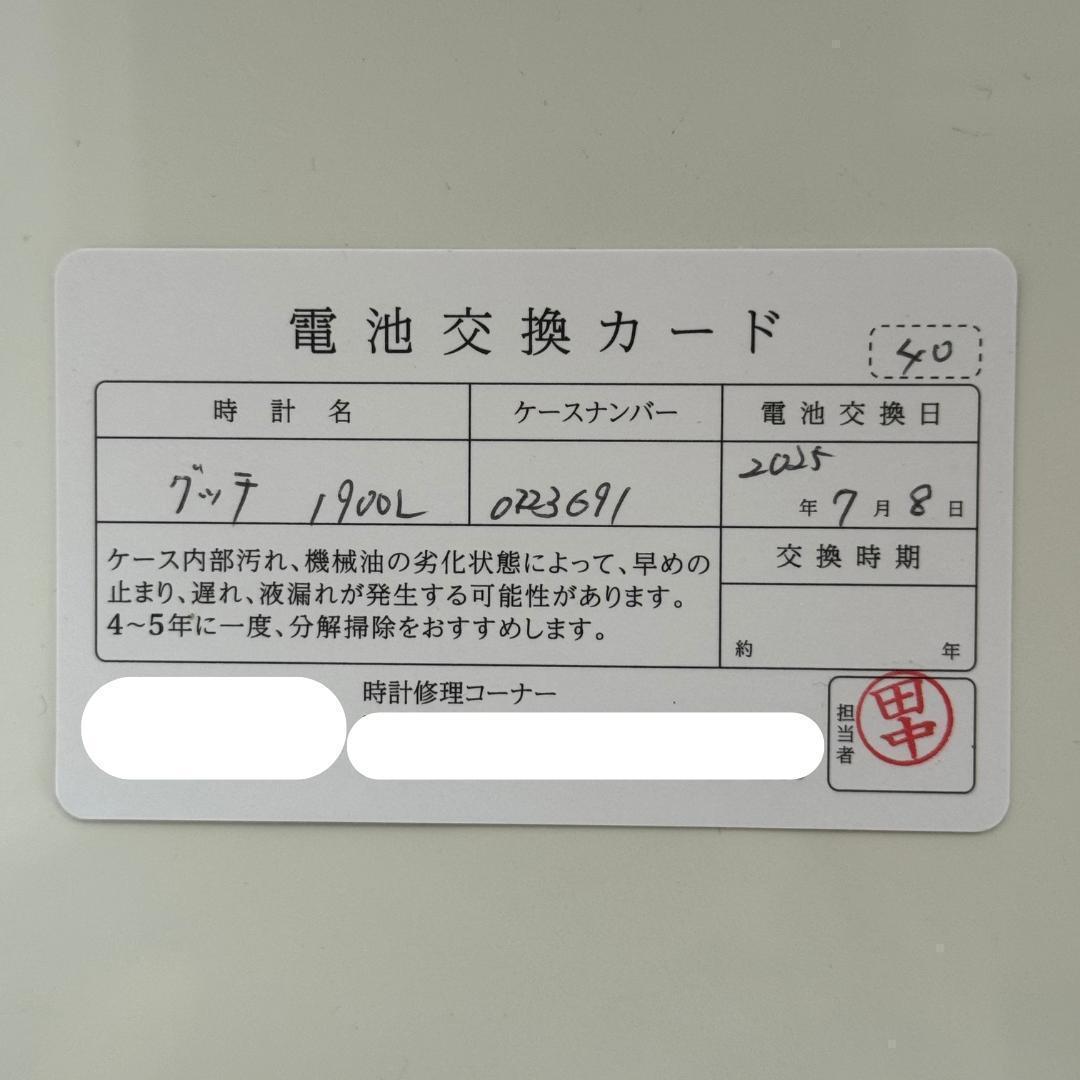 電池交換カード
40
時計名 ケースナンバー 電池交換日
グッチ 1900L 0223691 2025年7月8日
ケース内部汚れ、機械油の劣化状態によって、早めの
止まり、遅れ、液漏れが発生する可能性があります。
4~5年に一度、分解掃除をおすすめします。
交換時期
約 年
時計修理コーナー
担当者
田中